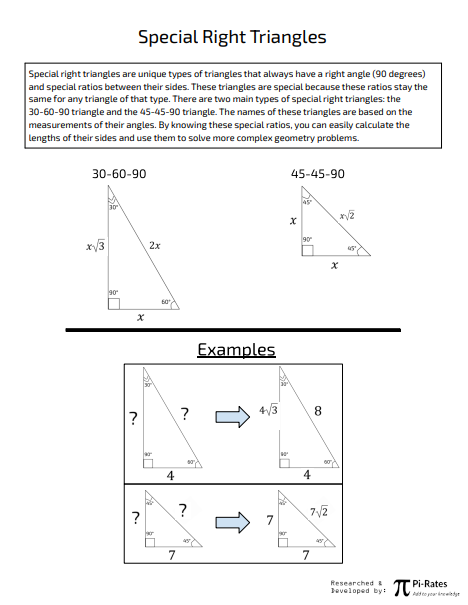 Special Right Triangles
Special right triangles are unique types of triangles that always have a right angle (90 degrees)
and special ratios between their sides. These triangles are special because these ratios stay the
same for any triangle of that type. There are two main types of special right triangles: the
30-60-90 triangle and the 45-45-90 triangle. The names of these triangles are based on the
measurements of their angles. By knowing these special ratios, you can easily calculate the
lengths of their sides and use them to solve more complex geometry problems.
30-60-90
30°
x√3
2x
90°
60°
x
45-45-90
45°
x
x√2
90°
45°
x
Examples
30°
?
?
90°
60°
4
30°
4√3
8
90°
60°
4
45°
?
?
90°
45°
7
45°
7
7√2
90°
45°
7
Researched &
Developed by:
π Pi-Rates
Add to your knowledge